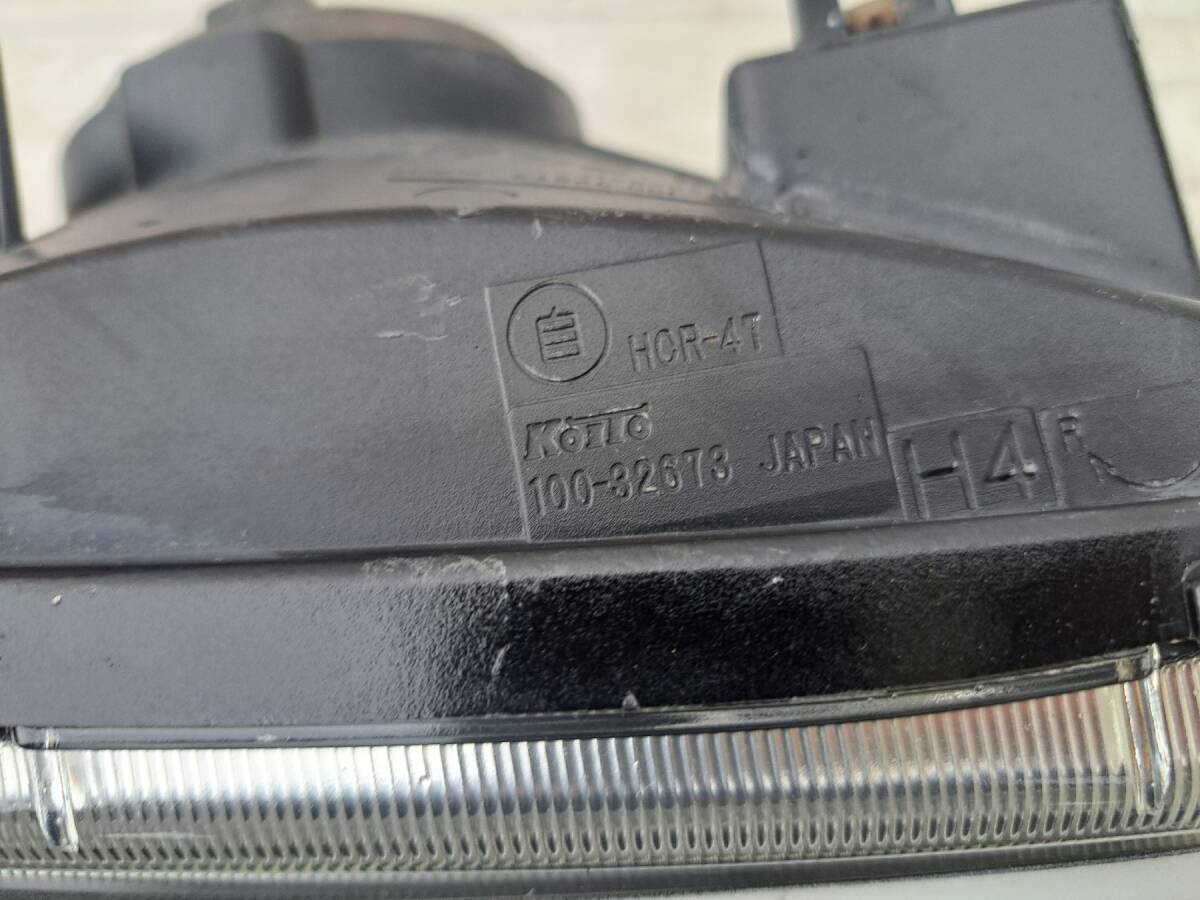 自 HCR-47
KOITO
100-32673 JAPAN
H4
R